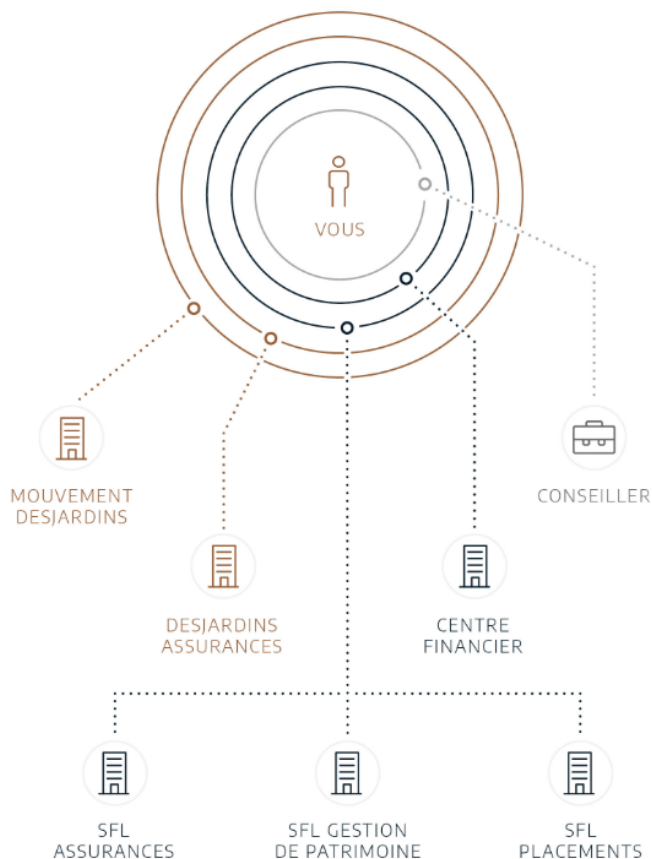 VOUS
MOUVEMENT
DESJARDINS
CONSEILLER
DESJARDINS
ASSURANCES
CENTRE
FINANCIER
SFL
ASSURANCES
SFL GESTION
DE PATRIMOINE
SFL
PLACEMENTS